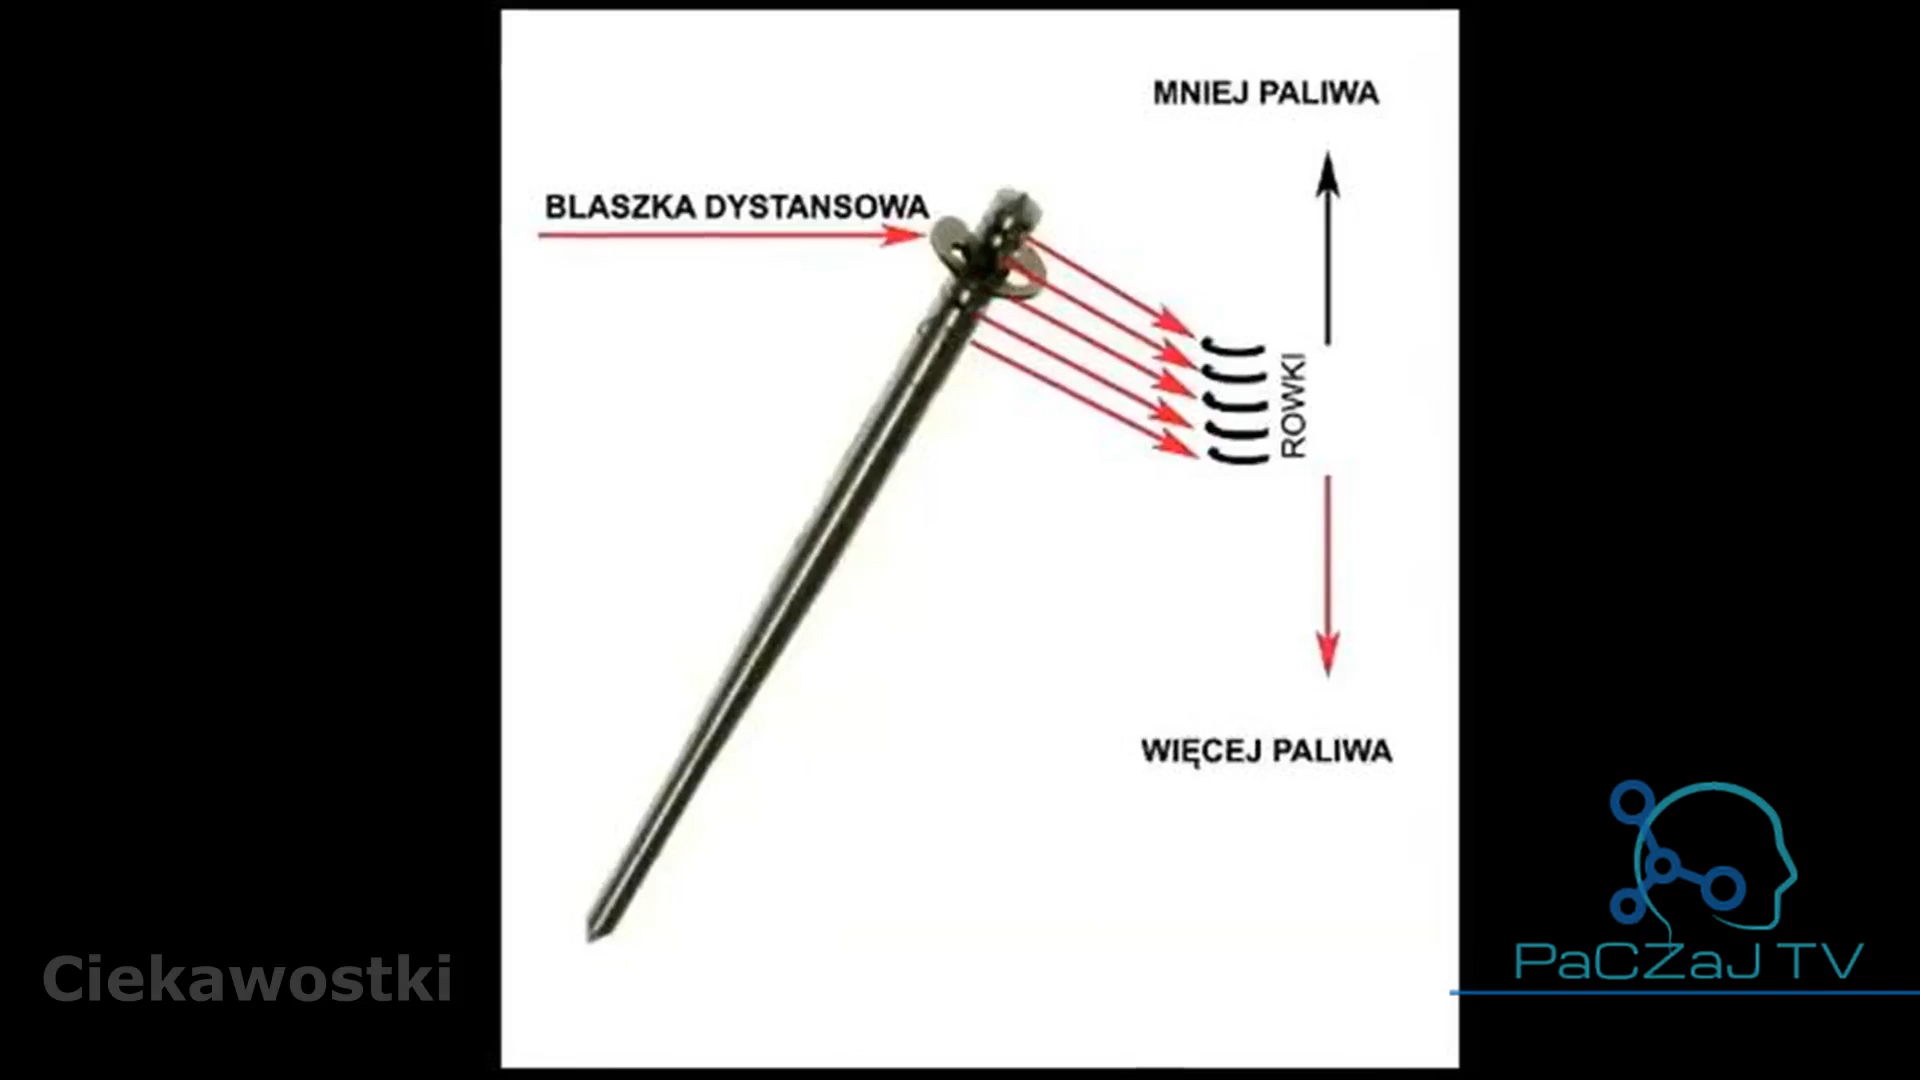 MNIEJ PALIWA
BLASZKA DYSTANSOWA
ROWKI
WIĘCEJ PALIWA
Ciekawostki
PaCZaJ TV